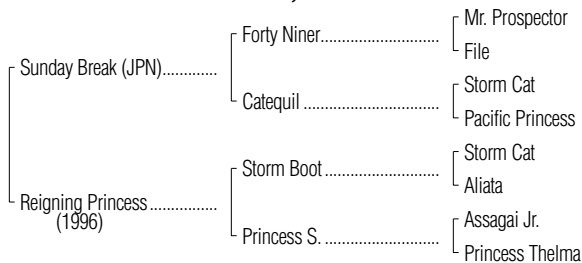 Mr. Prospector
Forty Niner
File
Sunday Break (JPN)
Storm Cat
Catequil
Pacific Princess
Storm Cat
Storm Boot
Aliata
Reigning Princess
(1996)
Assagai Jr.
Princess S.
Princess Thelma